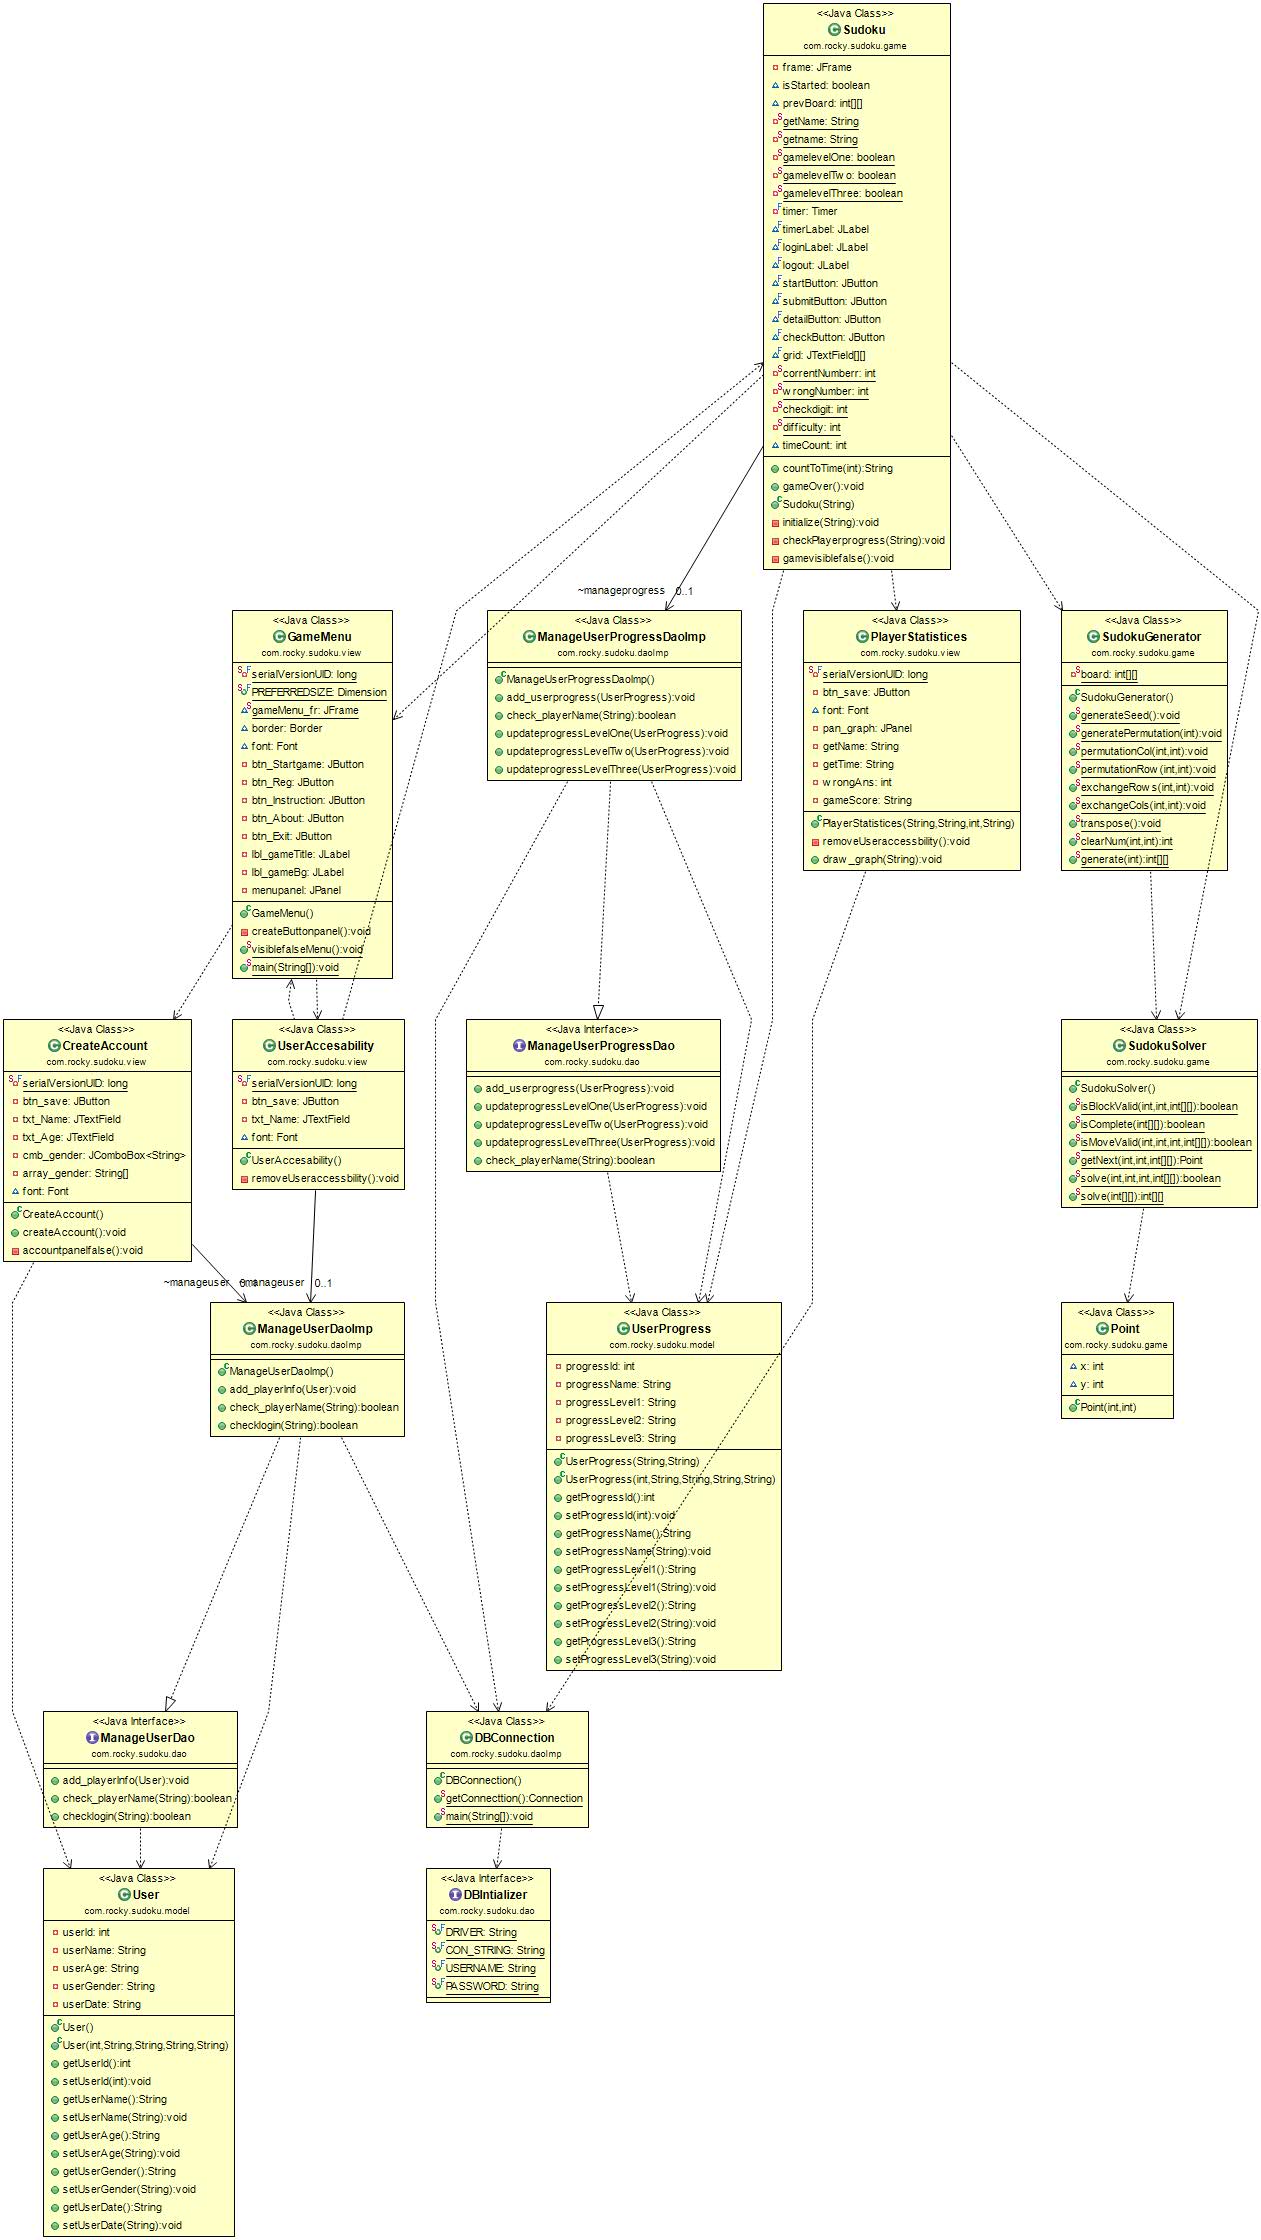 <<Java Class>>
Sudoku
com.rocky.sudoku.game
frame: JFrame
isStarted: boolean
prevBoard: int[][]
getName: String
getname: String
gamelevelOne: boolean
gamelevelTwo: boolean
gamelevelThree: boolean
timer: Timer
timerLabel: JLabel
loginLabel: JLabel
logout: JLabel
startButton: JButton
submitButton: JButton
detailButton: JButton
checkButton: JButton
grid: JTextField[][]
correntNumberr: int
wrongNumber: int
checkdigit: int
difficulty: int
timeCount: int
countToTime(int):String
gameOver():void
Sudoku(String)
initialize(String):void
checkPlayerprogress(String):void
gamevisiblefalse():void
~manageprogress 0..1
<<Java Class>>
GameMenu
com.rocky.sudoku.view
serialVersionUID: long
PREFERREDSIZE: Dimension
gameMenu_fr: JFrame
border: Border
font: Font
btn_Startgame: JButton
btn_Reg: JButton
btn_Instruction: JButton
btn_About: JButton
btn_Exit: JButton
lbl_gameTitle: JLabel
lbl_gameBg: JLabel
menupanel: JPanel
GameMenu()
createButtonpanel():void
visiblefalseMenu():void
main(String[]):void
<<Java Class>>
ManageUserProgressDaoImp
com.rocky.sudoku.daoImp
ManageUserProgressDaoImp()
add_userprogress(UserProgress):void
check_playerName(String):boolean
updateprogressLevelOne(UserProgress):void
updateprogressLevelTwo(UserProgress):void
updateprogressLevelThree(UserProgress):void
<<Java Class>>
PlayerStatistices
com.rocky.sudoku.view
serialVersionUID: long
btn_save: JButton
font: Font
pan_graph: JPanel
getName: String
getTime: String
wrongAns: int
gameScore: String
PlayerStatistices(String,String,int,String)
removeUseraccessbility():void
draw_graph(String):void
<<Java Class>>
SudokuGenerator
com.rocky.sudoku.game
board: int[][]
SudokuGenerator()
generateSeed():void
generatePermutation(int):void
permutationCol(int,int):void
permutationRow(int,int):void
exchangeRows(int,int):void
exchangeCols(int,int):void
transpose():void
clearNum(int,int):int
generate(int):int[][]
<<Java Class>>
CreateAccount
com.rocky.sudoku.view
serialVersionUID: long
btn_save: JButton
txt_Name: JTextField
txt_Age: JTextField
cmb_gender: JComboBox<String>
array_gender: String[]
font: Font
CreateAccount()
createAccount():void
accountpanelfalse():void
<<Java Class>>
UserAccesability
com.rocky.sudoku.view
serialVersionUID: long
btn_save: JButton
txt_Name: JTextField
font: Font
UserAccesability()
removeUseraccessbility():void
<<Java Interface>>
ManageUserProgressDao
com.rocky.sudoku.dao
add_userprogress(UserProgress):void
updateprogressLevelOne(UserProgress):void
updateprogressLevelTwo(UserProgress):void
updateprogressLevelThree(UserProgress):void
check_playerName(String):boolean
<<Java Class>>
SudokuSolver
com.rocky.sudoku.game
SudokuSolver()
isBlockValid(int,int,int[][]):boolean
isComplete(int[][]):boolean
isMoveValid(int,int,int,int[][]):boolean
getNext(int,int,int[][]):Point
solve(int,int,int,int[][]):boolean
solve(int[][]):int[][]
~manageuser 0..1
~manageuser 0..1
<<Java Class>>
ManageUserDaoImp
com.rocky.sudoku.daoImp
ManageUserDaoImp()
add_playerInfo(User):void
check_playerName(String):boolean
checklogin(String):boolean
<<Java Class>>
UserProgress
com.rocky.sudoku.model
progressId: int
progressName: String
progressLevel1: String
progressLevel2: String
progressLevel3: String
UserProgress(String,String)
UserProgress(int,String,String,String,String)
getProgressId():int
setProgressId(int):void
getProgressName():String
setProgressName(String):void
getProgressLevel1():String
setProgressLevel1(String):void
getProgressLevel2():String
setProgressLevel2(String):void
getProgressLevel3():String
setProgressLevel3(String):void
<<Java Class>>
Point
com.rocky.sudoku.game
x: int
y: int
Point(int,int)
<<Java Interface>>
ManageUserDao
com.rocky.sudoku.dao
add_playerInfo(User):void
check_playerName(String):boolean
checklogin(String):boolean
<<Java Class>>
DBConnection
com.rocky.sudoku.daoImp
DBConnection()
getConnecttion():Connection
main(String[]):void
<<Java Class>>
User
com.rocky.sudoku.model
userId: int
userName: String
userAge: String
userGender: String
userDate: String
User()
User(int,String,String,String,String)
getUserId():int
setUserId(int):void
getUserName():String
setUserName(String):void
getUserAge():String
setUserAge(String):void
getUserGender():String
setUserGender(String):void
getUserDate():String
setUserDate(String):void
<<Java Interface>>
DBIntializer
com.rocky.sudoku.dao
DRIVER: String
CON_STRING: String
USERNAME: String
PASSWORD: String